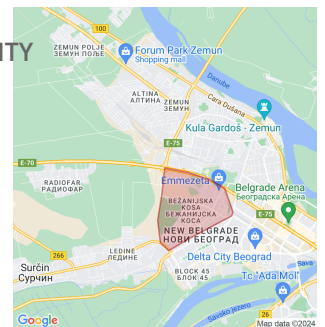 ITY
100
ZEMUN POLJE
ЗЕМУН ПОЉЕ
Forum Park Zemun
Shopping mall
Danube
ALTINA
АЛТИНА
ZEMUN
ЗЕМУН
Cara Dušana
Kula Gardoš - Zemun
E-75
E-70
RADIOFAR
РАДИОФАР
Emmezeta
Belgrade Arena
Београдска Арена
BEŽANIJSKA
KOSA
БЕЖАНИЈСКА
КОСА
E-75
NEW BELGRADE
НОВИ БЕОГРАД
LEDINE
ЛЕДИНЕ
266
Delta City Beograd
Surčin
Сурчин
BLOCK 45
БЛОК 45
Tc "Ada Mol"
Savsko jezero
Google
Map data ©2024